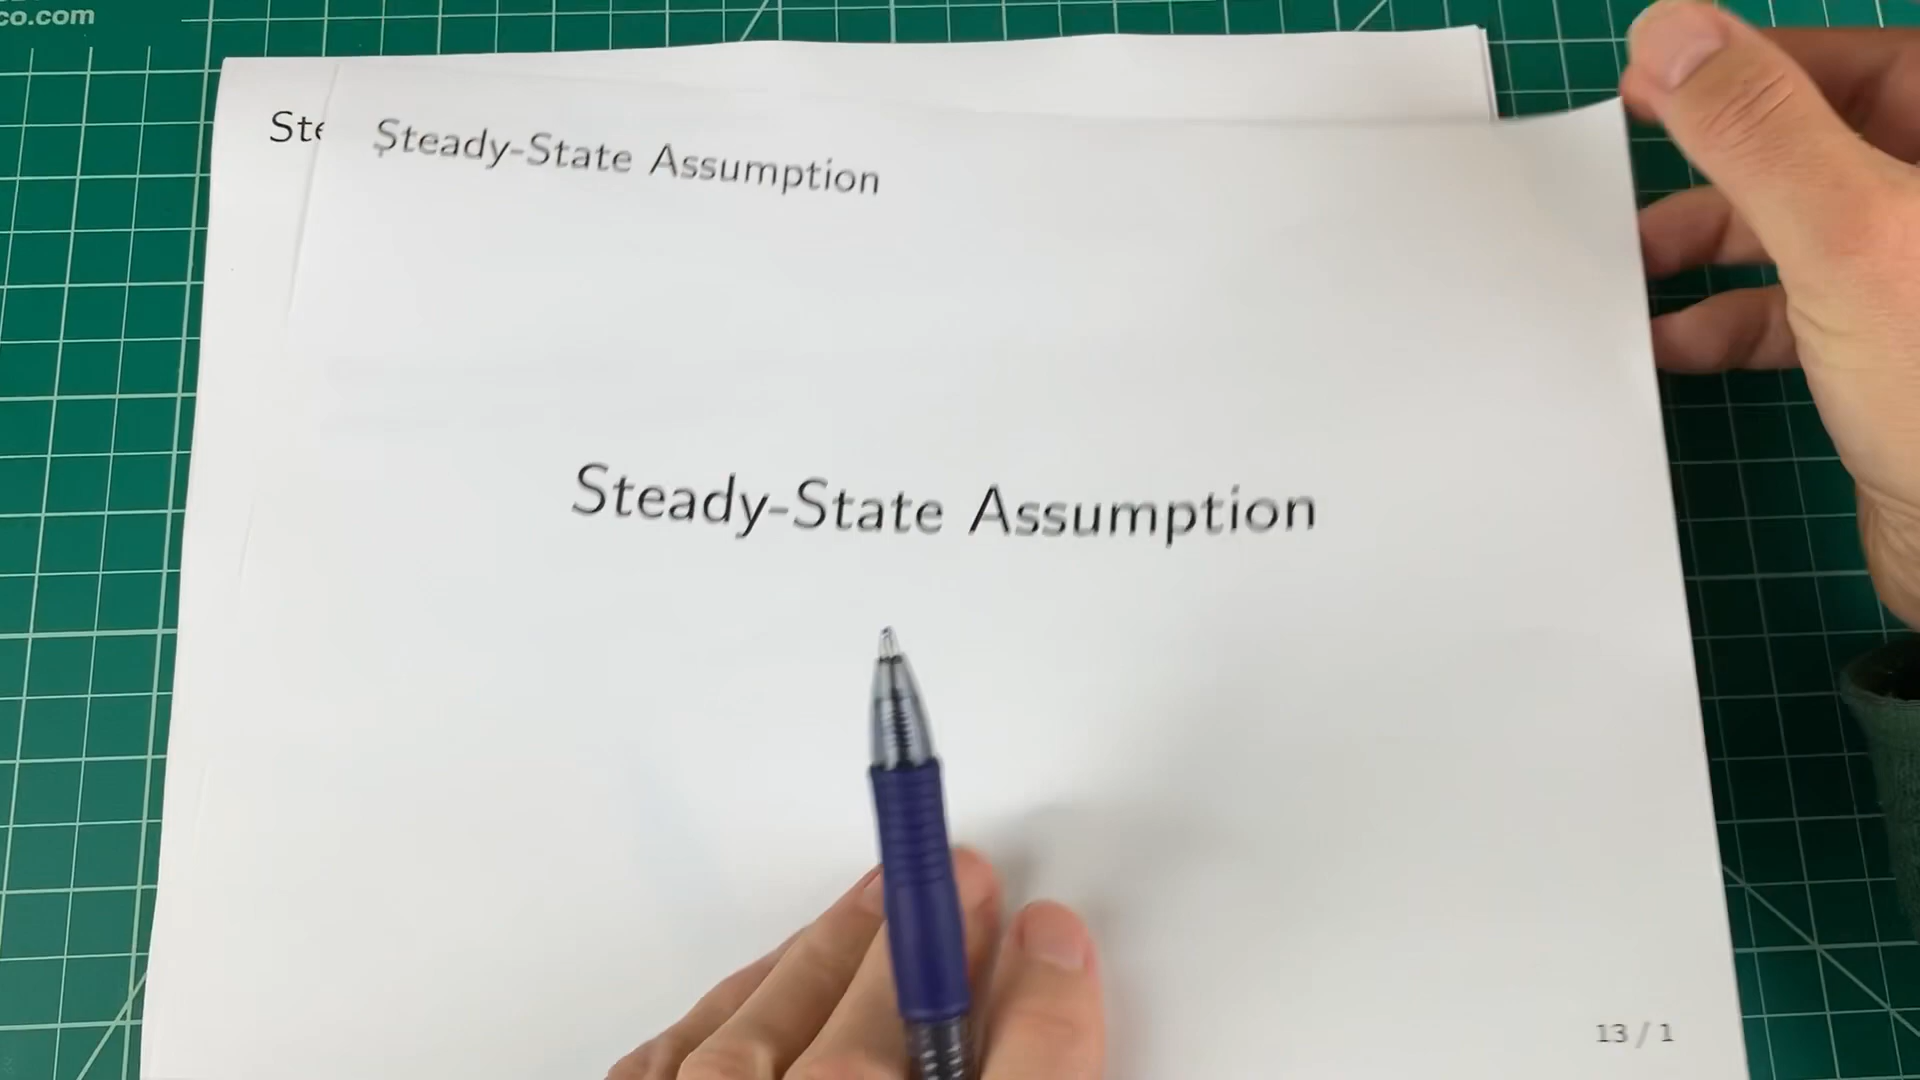 co.com
Ste
Steady-State Assumption
Steady-State Assumption
13 / 1